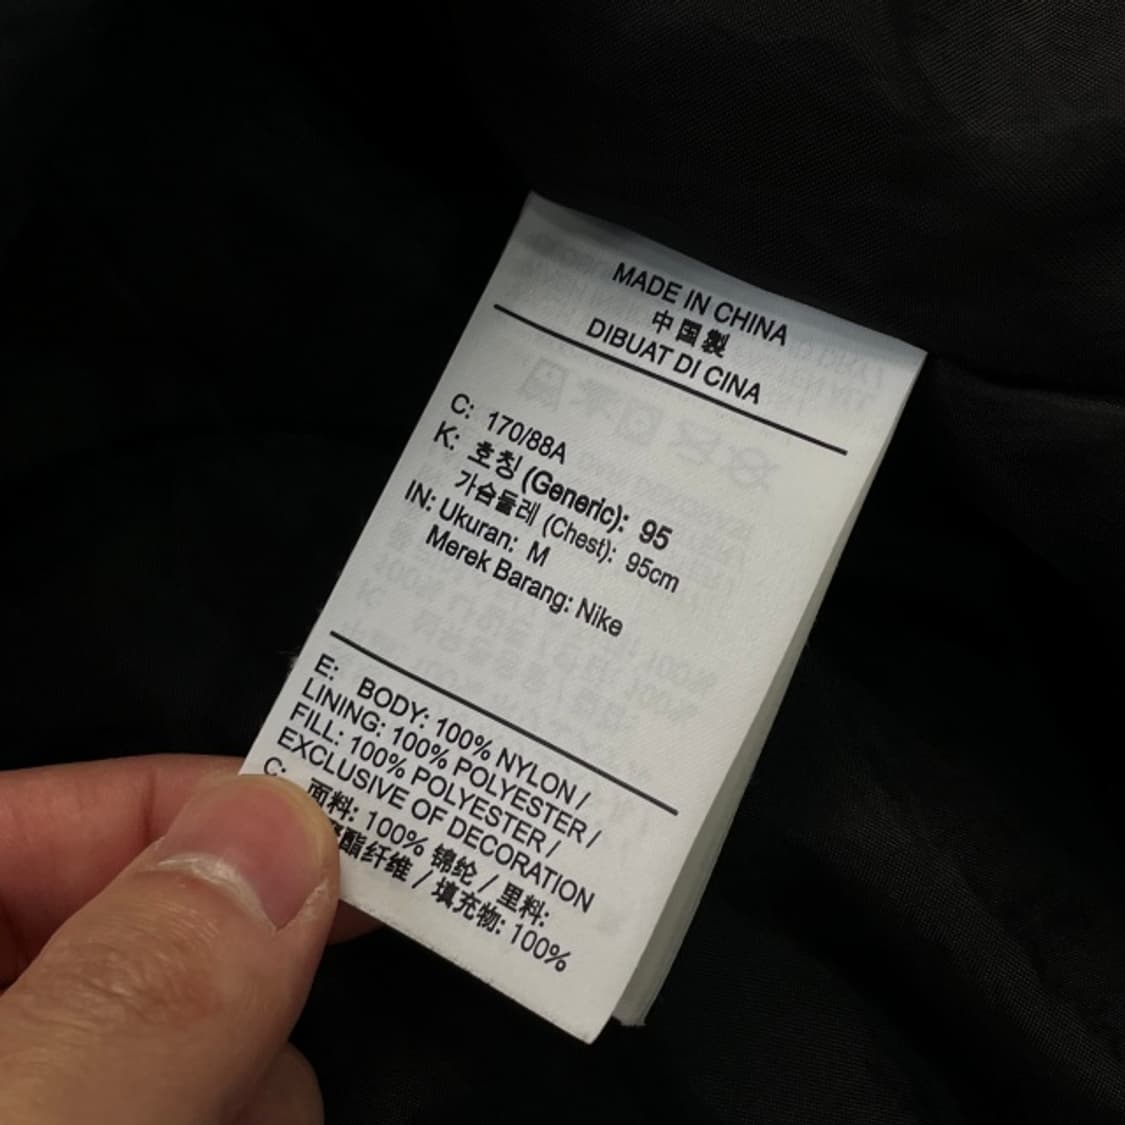 MADE IN CHINA
中国製
DIBUAT DI CINA
C: 170/88A
K: 호칭 (Generic): 95
가슴둘레 (Chest): 95cm
IN: Ukuran: M
Merek Barang: Nike
E: BODY: 100% NYLON /
LINING: 100% POLYESTER /
FILL: 100% POLYESTER /
EXCLUSIVE OF DECORATION
C: 面料: 100% 锦纶 / 里料:
酯纤维 / 填充物: 100%